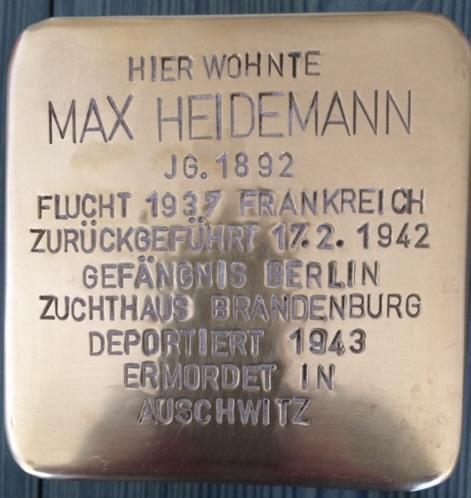 HIER WOHNTE
MAX HEIDEMANN
JG. 1892
FLUCHT 1937 FRANKREICH
ZURÜCKGEFÜHRT 17.2. 1942
GEFÄNGNIS BERLIN
ZUCHTHAUS BRANDENBURG
DEPORTIERT 1943
ERMORDET IN
AUSCHWITZ